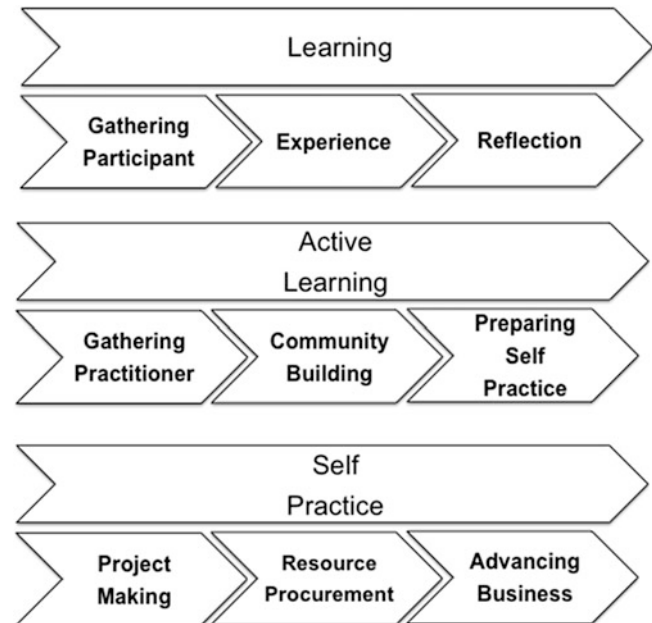 Learning
Gathering
Participant
Experience
Reflection
Active
Learning
Gathering
Practitioner
Community
Building
Preparing
Self
Practice
Self
Practice
Project
Making
Resource
Procurement
Advancing
Business